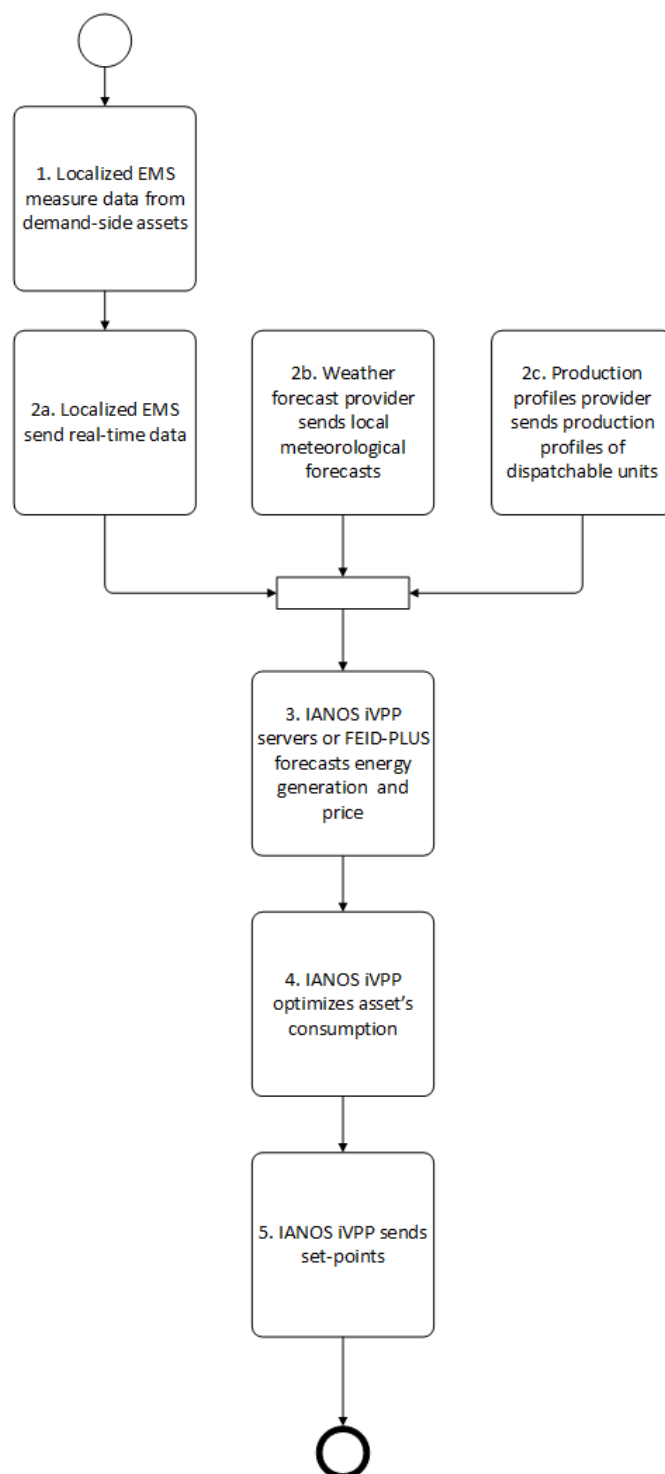 1. Localized EMS
measure data from
demand-side assets
2a. Localized EMS
send real-time data
2b. Weather
forecast provider
sends local
meteorological
forecasts
2c. Production
profiles provider
sends production
profiles of
dispatchable units
3. IANOS iVPP
servers or FEID-PLUS
forecasts energy
generation and
price
4. IANOS iVPP
optimizes asset's
consumption
5. IANOS iVPP sends
set-points